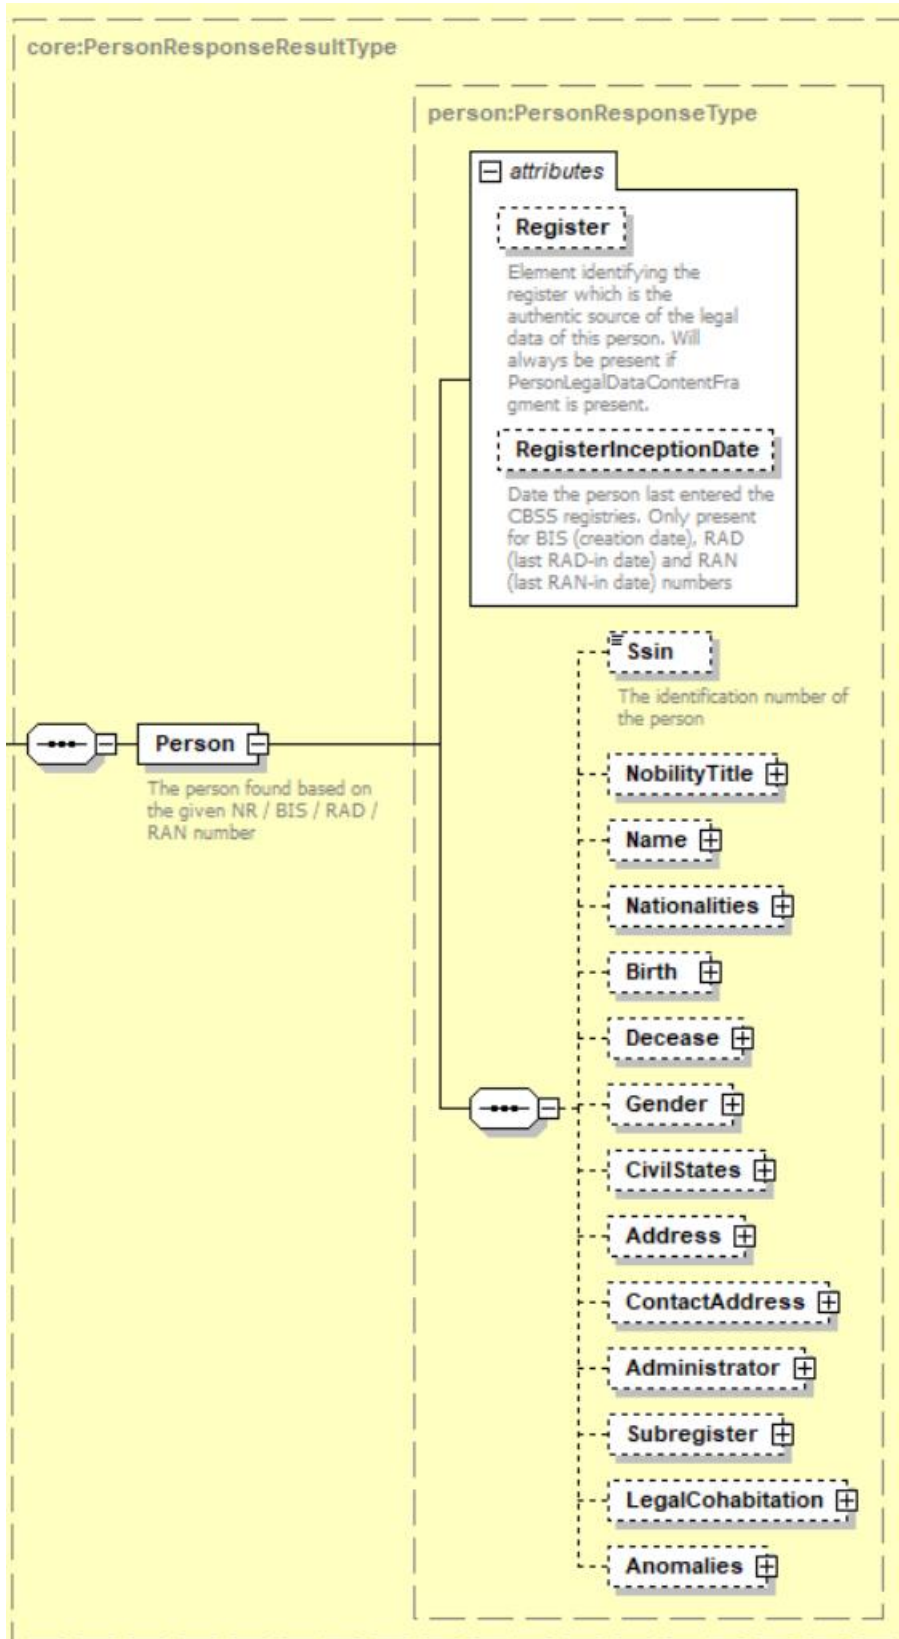 core:PersonResponseResultType
person:PersonResponseType
attributes
Register
Element identifying the
register which is the
authentic source of the legal
data of this person. Will
always be present if
PersonLegalDataContentFra
gment is present.
RegisterInceptionDate
Date the person last entered the
CBSS registries. Only present
for BIS (creation date), RAD
(last RAD-in date) and RAN
(last RAN-in date) numbers
Person
The person found based on
the given NR / BIS / RAD /
RAN number
Ssin
The identification number of
the person
NobilityTitle
Name
Nationalities
Birth
Decease
Gender
CivilStates
Address
ContactAddress
Administrator
Subregister
LegalCohabitation
Anomalies